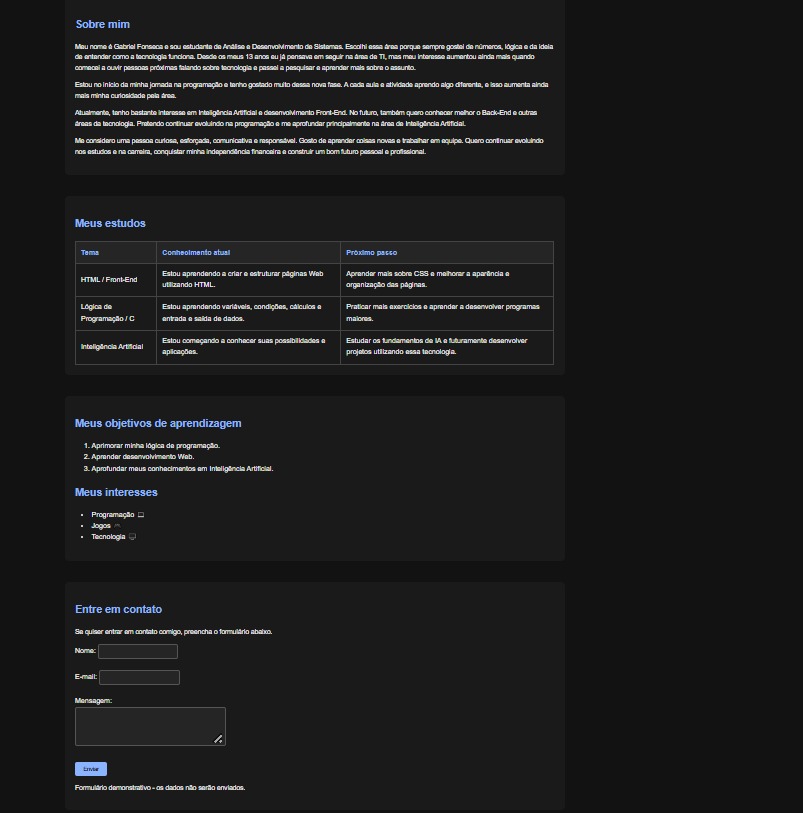 Sobre mim
Meu nome é Gabriel Fonseca e sou estudante de Análise e Desenvolvimento de Sistemas. Escolhi essa área porque sempre gostei de números, lógica e da ideia
de entender como a tecnologia funciona. Desde os meus 13 anos eu já pensava em seguir na área de TI, mas meu interesse aumentou ainda mais quando
comecei a ouvir pessoas próximas falando sobre tecnologia e passei a pesquisar e aprender mais sobre o assunto.
Estou no início da minha jornada na programação e tenho gostado muito dessa nova fase. A cada aula e atividade aprendo algo diferente, e isso aumenta ainda
mais minha curiosidade pela área.
Atualmente, tenho bastante interesse em Inteligência Artificial e desenvolvimento Front-End. No futuro, também quero conhecer melhor o Back-End e outras
áreas da tecnologia. Pretendo continuar evoluindo na programação e me aprofundar principalmente na área de Inteligência Artificial.
Me considero uma pessoa curiosa, esforçada, comunicativa e responsável. Gosto de aprender coisas novas e trabalhar em equipe. Quero continuar evoluindo
nos estudos e na carreira, conquistar minha independência financeira e construir um bom futuro pessoal e profissional.
Meus estudos
Tema Conhecimento atual Próximo passo
HTML / Front-End
Estou aprendendo a criar e estruturar páginas Web
utilizando HTML.
Aprender mais sobre CSS e melhorar a aparência e
organização das páginas.
Lógica de
Programação / C
Estou aprendendo variáveis, condições, cálculos e
entrada e saída de dados.
Praticar mais exercícios e aprender a desenvolver programas
maiores.
Inteligência Artificial
Estou começando a conhecer suas possibilidades e
aplicações.
Estudar os fundamentos de IA e futuramente desenvolver
projetos utilizando essa tecnologia.
Meus objetivos de aprendizagem
1. Aprimorar minha lógica de programação.
2. Aprender desenvolvimento Web.
3. Aprofundar meus conhecimentos em Inteligência Artificial.
Meus interesses
• Programação
• Jogos
• Tecnologia
Entre em contato
Se quiser entrar em contato comigo, preencha o formulário abaixo.
Nome:
E-mail:
Mensagem:
Enviar
Formulário demonstrativo - os dados não serão enviados.